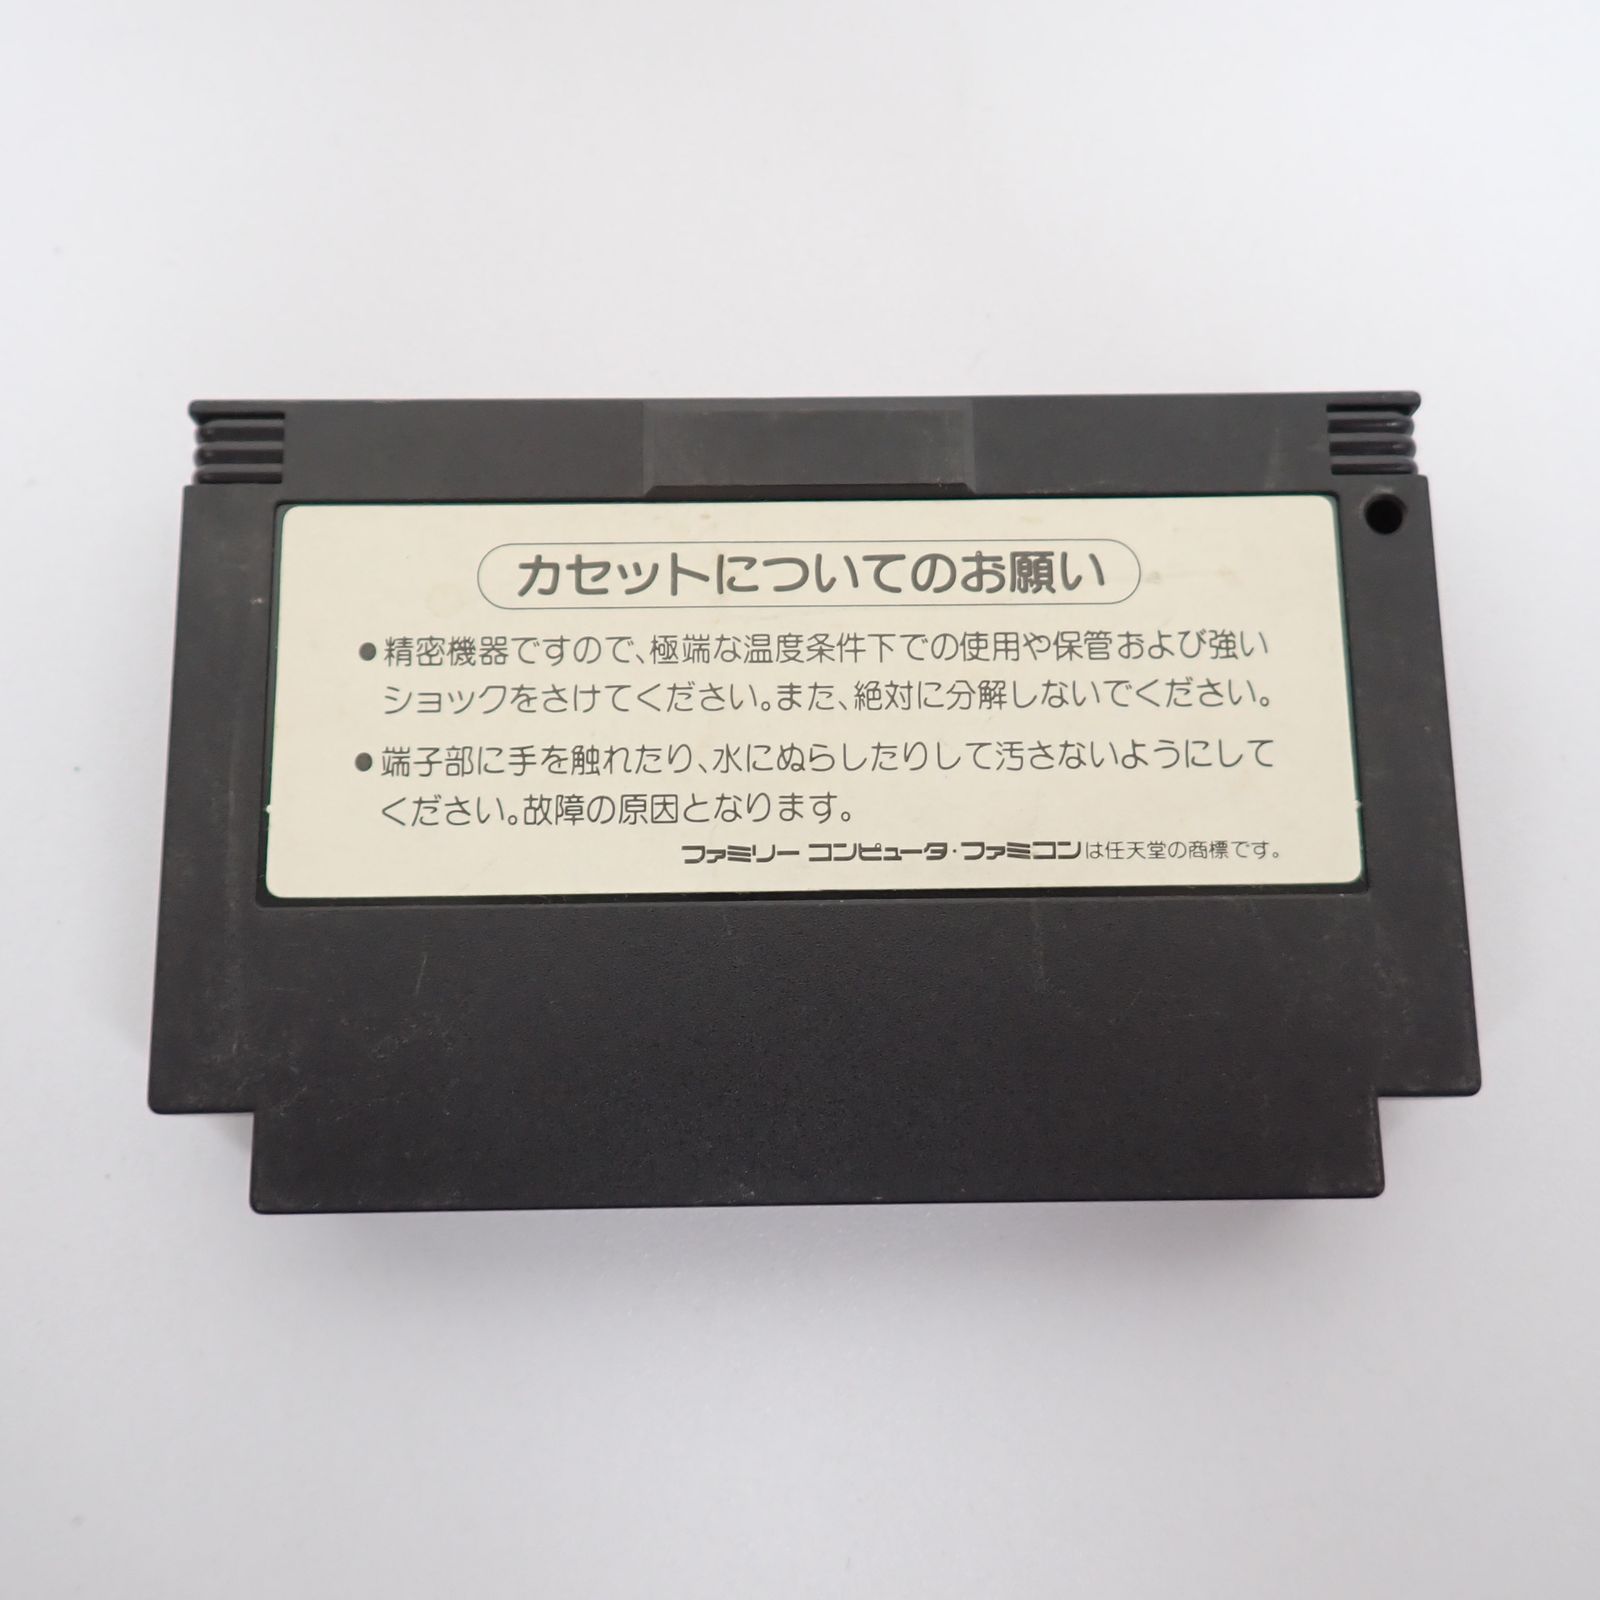 カセットについてのお願い
●精密機器ですので、極端な温度条件下での使用や保管および強い
ショックをさけてください。また、絶対に分解しないでください。
●端子部に手を触れたり、水にぬらしたりして汚さないようにして
ください。故障の原因となります。
ファミリー コンピュータ・ファミコンは任天堂の商標です。